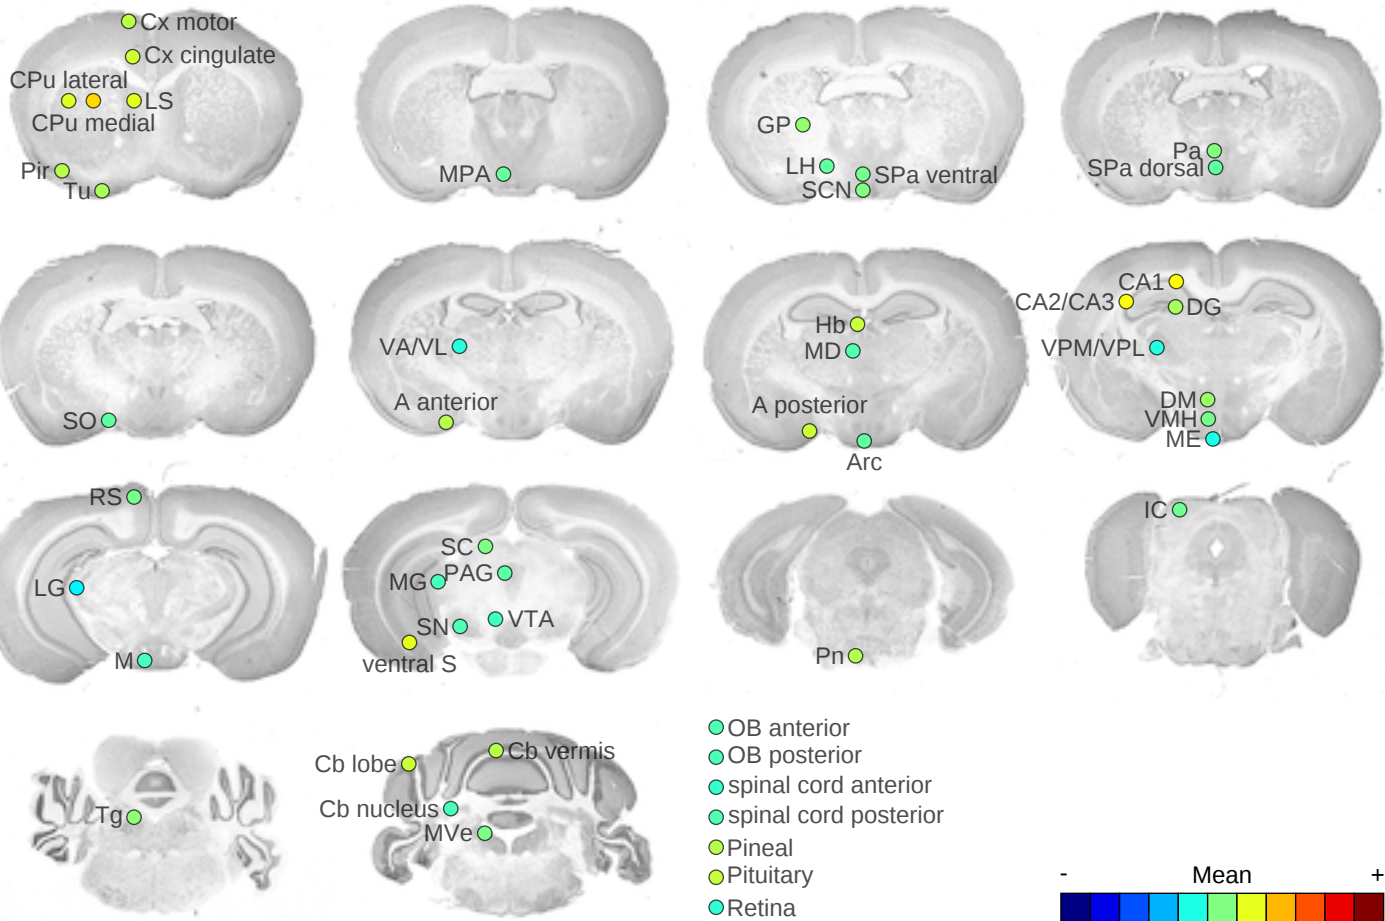 Cx motor
Cx cingulate
CPu lateral
LS
CPu medial
Pir
Tu
MPA
GP
LH
SPa ventral
SCN
Pa
SPa dorsal
SO
VA/VL
A anterior
Hb
MD
A posterior
Arc
CA1
CA2/CA3
DG
VPM/VPL
DM
VMH
ME
RS
LG
M
SC
MG
PAG
SN
VTA
ventral S
Pn
IC
Tg
Cb lobe
Cb vermis
Cb nucleus
MVe
OB anterior
OB posterior
spinal cord anterior
spinal cord posterior
Pineal
Pituitary
Retina
- Mean +